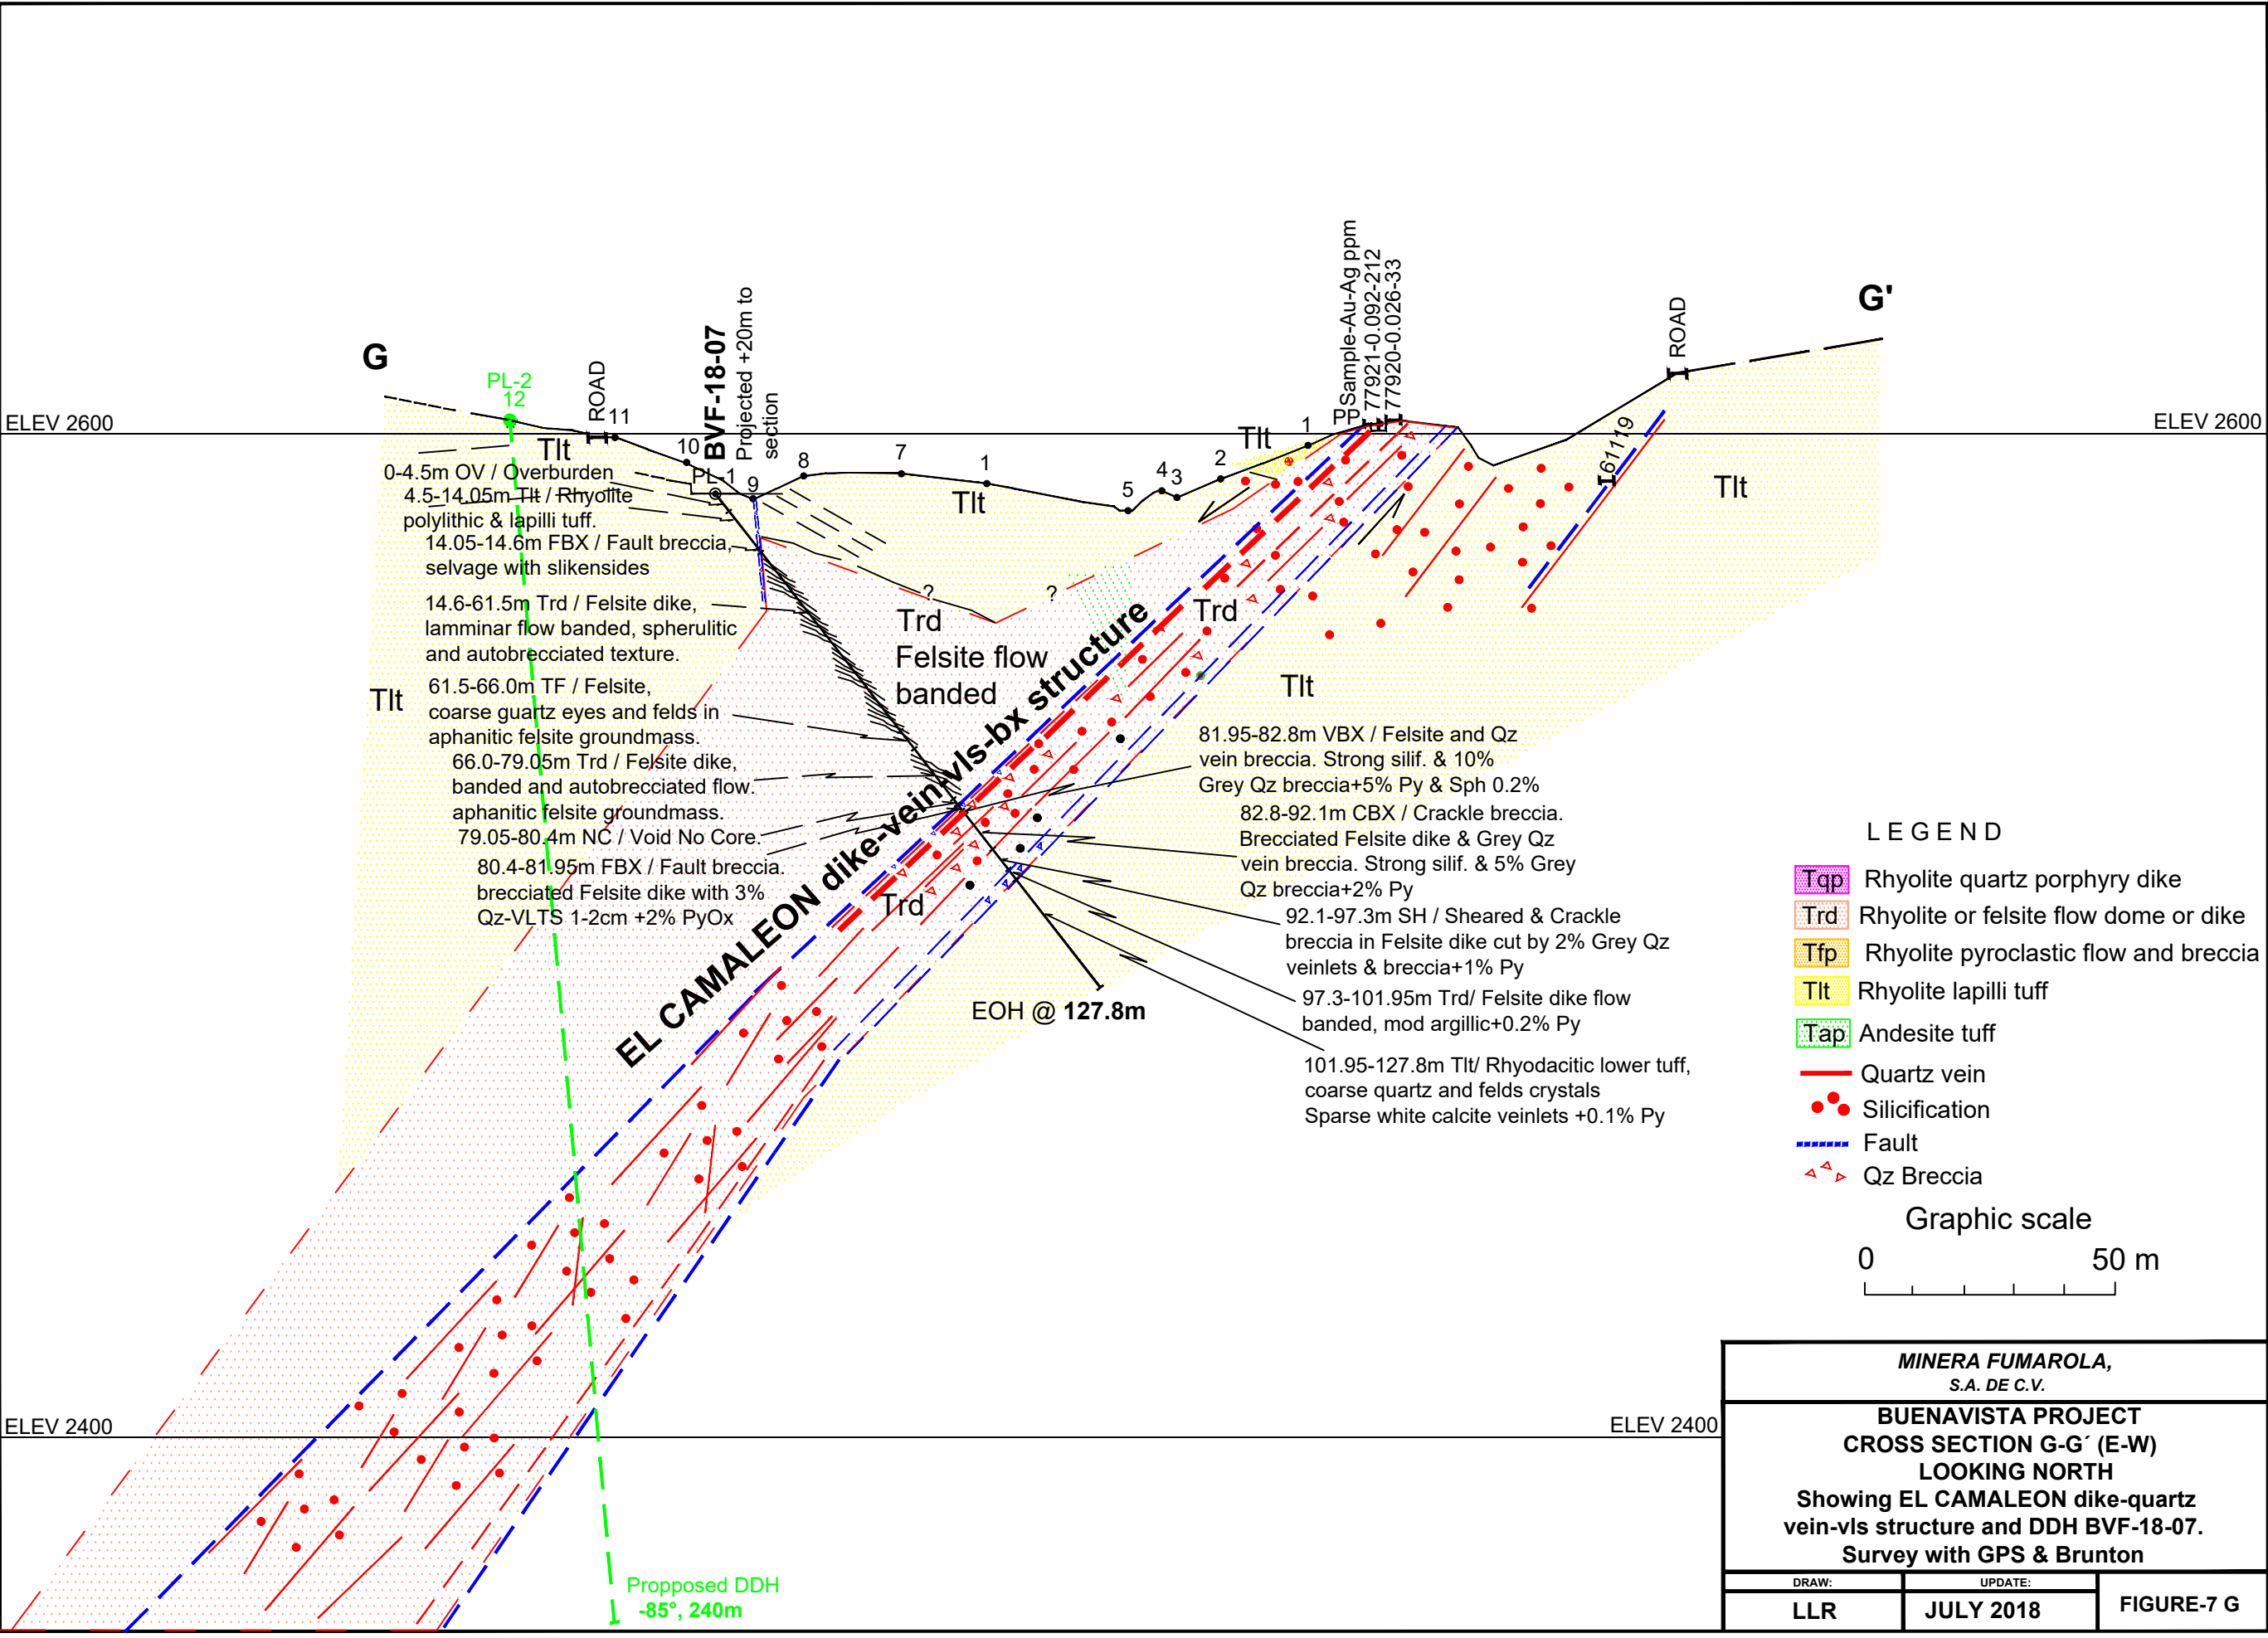 G
G'
PL-2
12
ROAD
11
10
BVF-18-07
Projected +20m to
section
PL-1
9
8
7
1
5
4
3
2
1
PP
Sample-Au-Ag ppm
77921-0.092-212
77920-0.026-33
ROAD
161119
ELEV 2600
ELEV 2600
Tlt
Tlt
Tlt
Tlt
Tlt
Tlt
0-4.5m OV / Overburden
4.5-14.05m Tlt / Rhyolite
polylithic & lapilli tuff.
14.05-14.6m FBX / Fault breccia,
selvage with slikensides
14.6-61.5m Trd / Felsite dike,
lamminar flow banded, spherulitic
and autobrecciated texture.
61.5-66.0m TF / Felsite,
coarse guartz eyes and felds in
aphanitic felsite groundmass.
66.0-79.05m Trd / Felsite dike,
banded and autobrecciated flow.
aphanitic felsite groundmass.
79.05-80.4m NC / Void No Core.
80.4-81.95m FBX / Fault breccia.
brecciated Felsite dike with 3%
Qz-VLTS 1-2cm +2% PyOx
?
?
Trd
Felsite flow
banded
Trd
Trd
EL CAMALEON dike-vein-vls-bx structure
81.95-82.8m VBX / Felsite and Qz
vein breccia. Strong silif. & 10%
Grey Qz breccia+5% Py & Sph 0.2%
82.8-92.1m CBX / Crackle breccia.
Brecciated Felsite dike & Grey Qz
vein breccia. Strong silif. & 5% Grey
Qz breccia+2% Py
92.1-97.3m SH / Sheared & Crackle
breccia in Felsite dike cut by 2% Grey Qz
veinlets & breccia+1% Py
97.3-101.95m Trd/ Felsite dike flow
banded, mod argillic+0.2% Py
101.95-127.8m Tlt/ Rhyodacitic lower tuff,
coarse quartz and felds crystals
Sparse white calcite veinlets +0.1% Py
EOH @ 127.8m
LEGEND
Tqp Rhyolite quartz porphyry dike
Trd Rhyolite or felsite flow dome or dike
Tfp Rhyolite pyroclastic flow and breccia
Tlt Rhyolite lapilli tuff
Tap Andesite tuff
Quartz vein
Silicification
Fault
Qz Breccia
Graphic scale
0 50 m
ELEV 2400
ELEV 2400
Propposed DDH
-85°, 240m
MINERA FUMAROLA,
S.A. DE C.V.
BUENAVISTA PROJECT
CROSS SECTION G-G´ (E-W)
LOOKING NORTH
Showing EL CAMALEON dike-quartz
vein-vls structure and DDH BVF-18-07.
Survey with GPS & Brunton
DRAW:
LLR
UPDATE:
JULY 2018
FIGURE-7 G